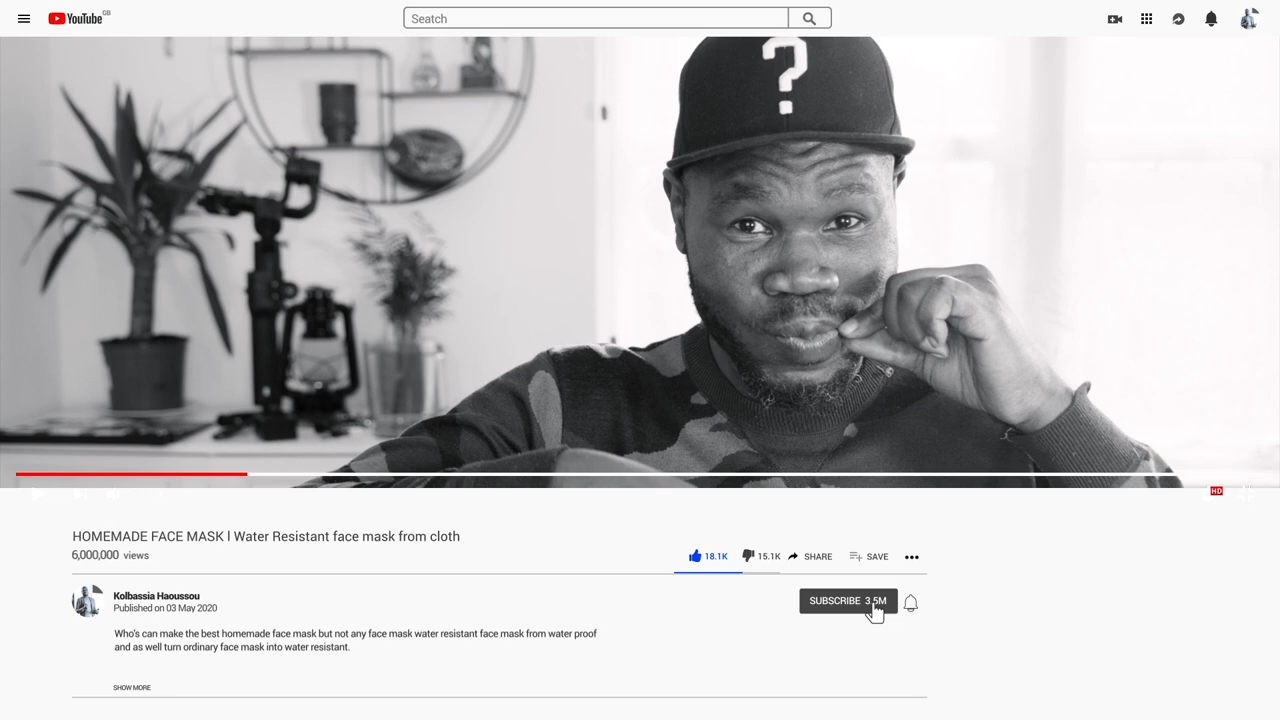 YouTube GB
Seatch
?
HD
HOMEMADE FACE MASK l Water Resistant face mask from cloth
6,000,000 views
18.1K 15.1K SHARE SAVE
Kolbassia Haoussou
Published on 03 May 2020
SUBSCRIBE 3.5M
Who's can make the best homemade face mask but not any face mask water resistant face mask from water proof
and as well turn ordinary face mask into water resistant.
SHOW MORE